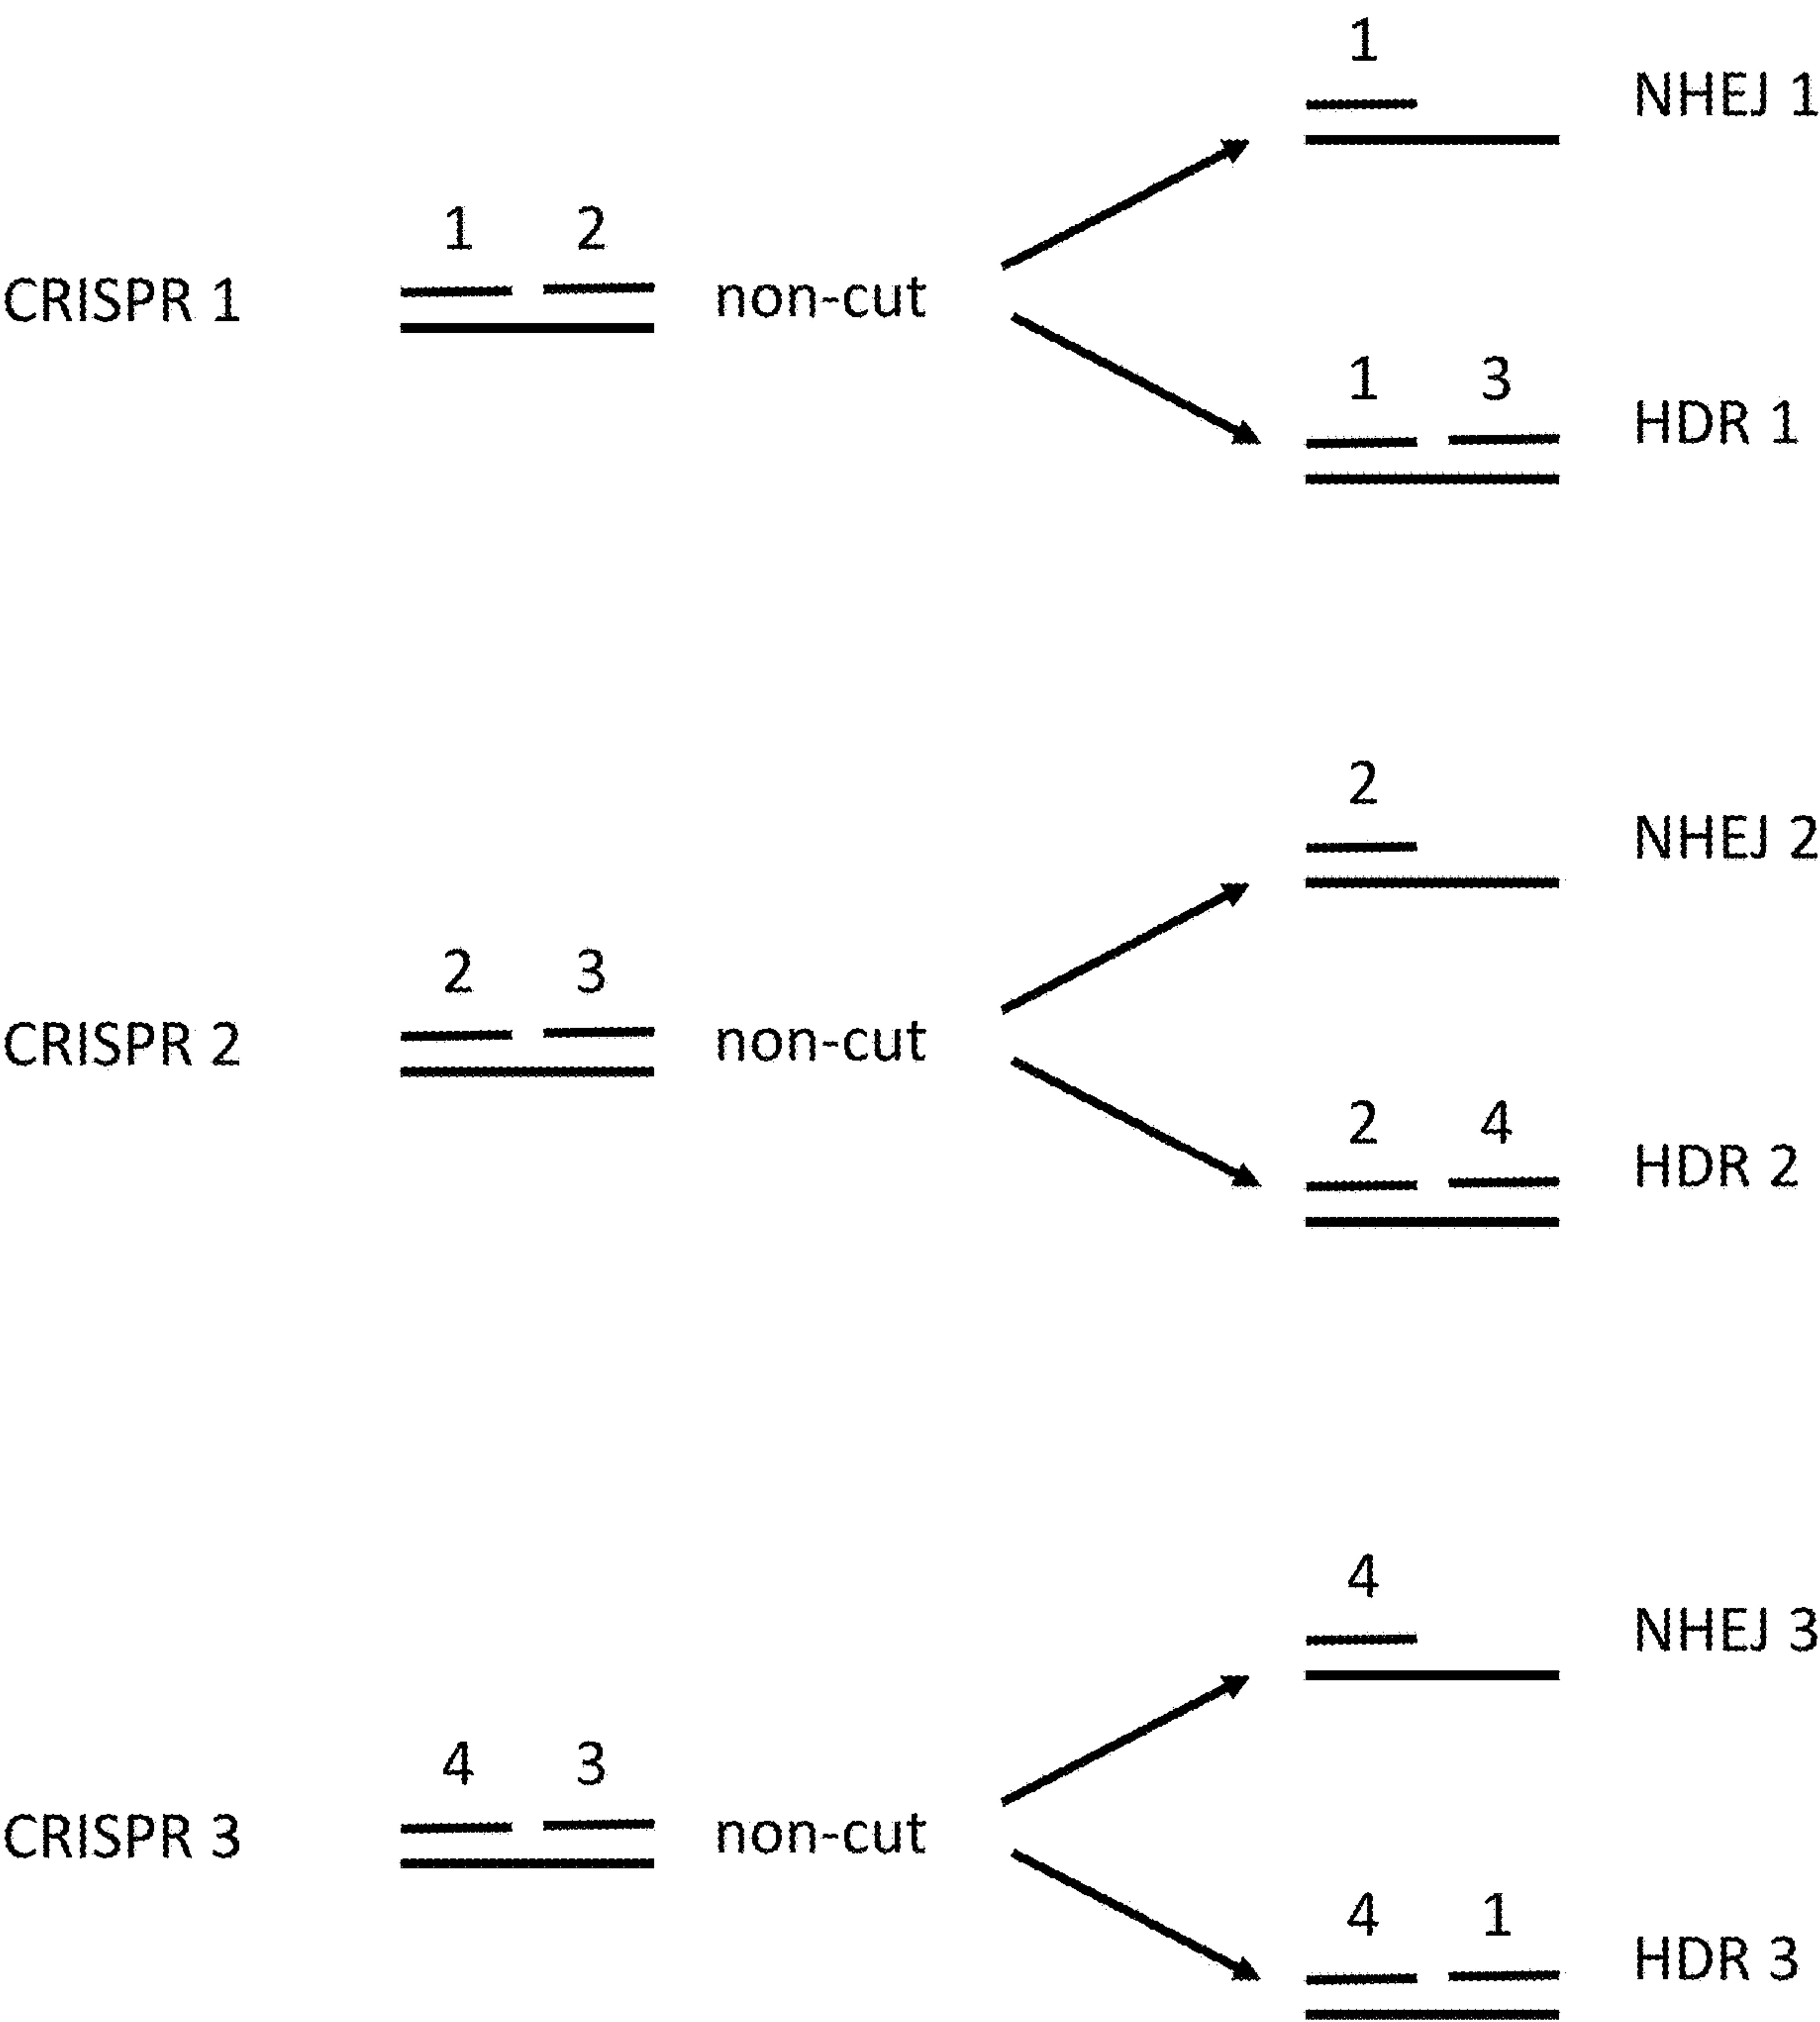 1
NHEJ 1
1 2
CRISPR 1 non-cut
1 3
HDR 1
2
NHEJ 2
2 3
CRISPR 2 non-cut
2 4
HDR 2
4
NHEJ 3
4 3
CRISPR 3 non-cut
4 1
HDR 3